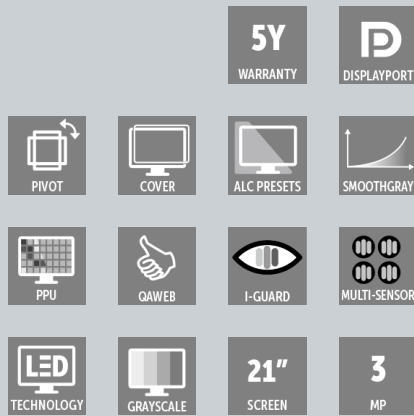 5Y
WARRANTY
DISPLAYPORT
PIVOT
COVER
ALC PRESETS
SMOOTHGRAY
PPU
QAWEB
I-GUARD
MULTI-SENSOR
LED
TECHNOLOGY
GRAYSCALE
21"
SCREEN
3
MP